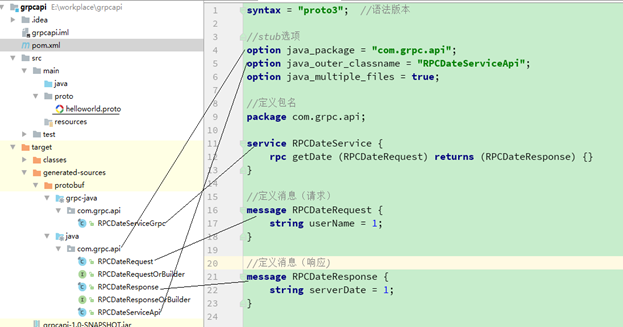 grpcapi E:\workplace\grpcapi
.idea
grpcapi.iml
pom.xml
src
main
java
proto
helloworld.proto
resources
test
target
classes
generated-sources
protobuf
grpc-java
com.grpc.api
RPCDateServiceGrpc
java
com.grpc.api
RPCDateRequest
RPCDateRequestOrBuilder
RPCDateResponse
RPCDateResponseOrBuilder
RPCDateServiceApi
grpcapi-1.0-SNAPSHOT.jar
1 syntax = "proto3"; //语法版本
2
3 //stub选项
4 option java_package = "com.grpc.api";
5 option java_outer_classname = "RPCDateServiceApi";
6 option java_multiple_files = true;
7
8 //定义包名
9 package com.grpc.api;
10
11 service RPCDateService {
12 rpc getDate (RPCDateRequest) returns (RPCDateResponse) {}
13 }
14
15 //定义消息（请求）
16 message RPCDateRequest {
17 string userName = 1;
18 }
19
20 //定义消息（响应)
21 message RPCDateResponse {
22 string serverDate = 1;
23 }
24